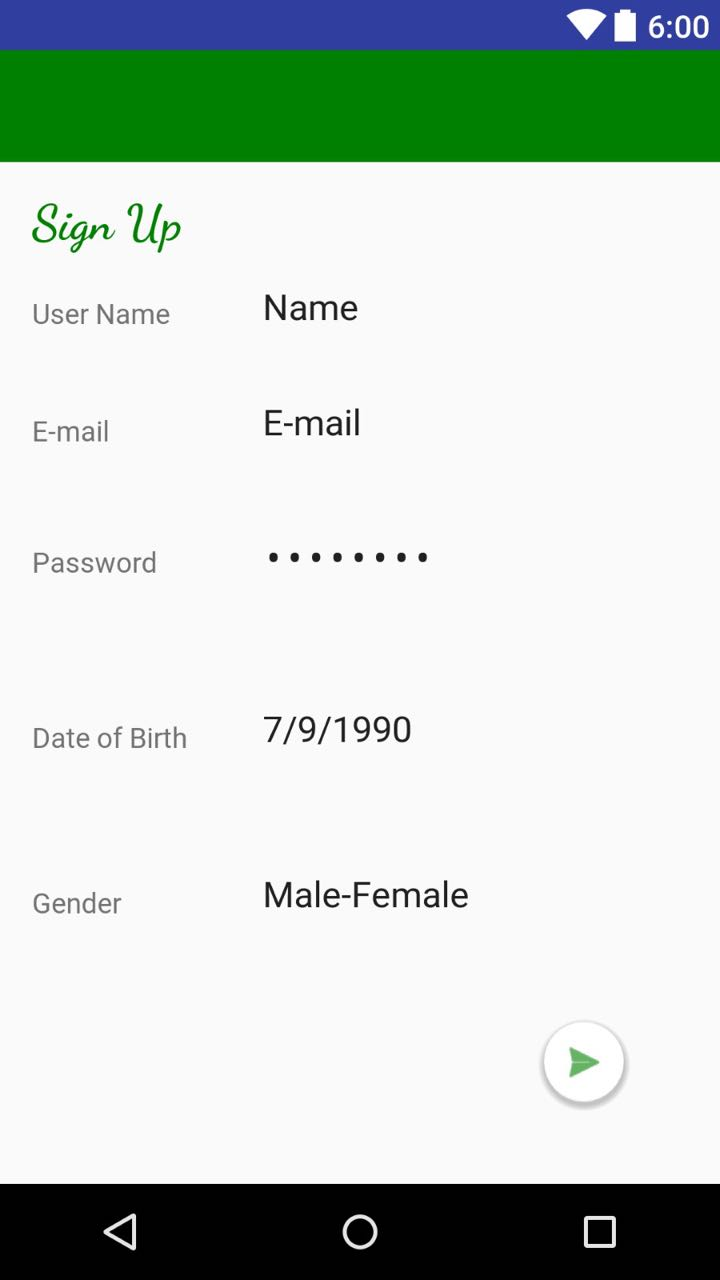 6:00
Sign Up
User Name Name
E-mail E-mail
Password ••••••••
Date of Birth 7/9/1990
Gender Male-Female